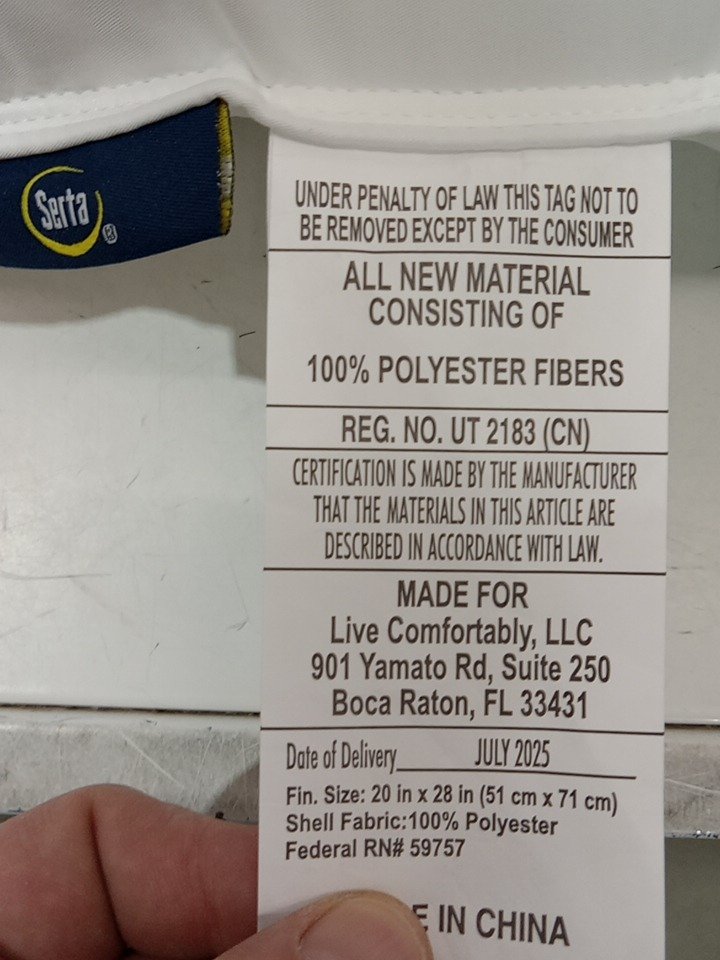 Serta®
UNDER PENALTY OF LAW THIS TAG NOT TO
BE REMOVED EXCEPT BY THE CONSUMER
ALL NEW MATERIAL
CONSISTING OF
100% POLYESTER FIBERS
REG. NO. UT 2183 (CN)
CERTIFICATION IS MADE BY THE MANUFACTURER
THAT THE MATERIALS IN THIS ARTICLE ARE
DESCRIBED IN ACCORDANCE WITH LAW.
MADE FOR
Live Comfortably, LLC
901 Yamato Rd, Suite 250
Boca Raton, FL 33431
Date of Delivery JULY 2025
Fin. Size: 20 in x 28 in (51 cm x 71 cm)
Shell Fabric:100% Polyester
Federal RN# 59757
E IN CHINA